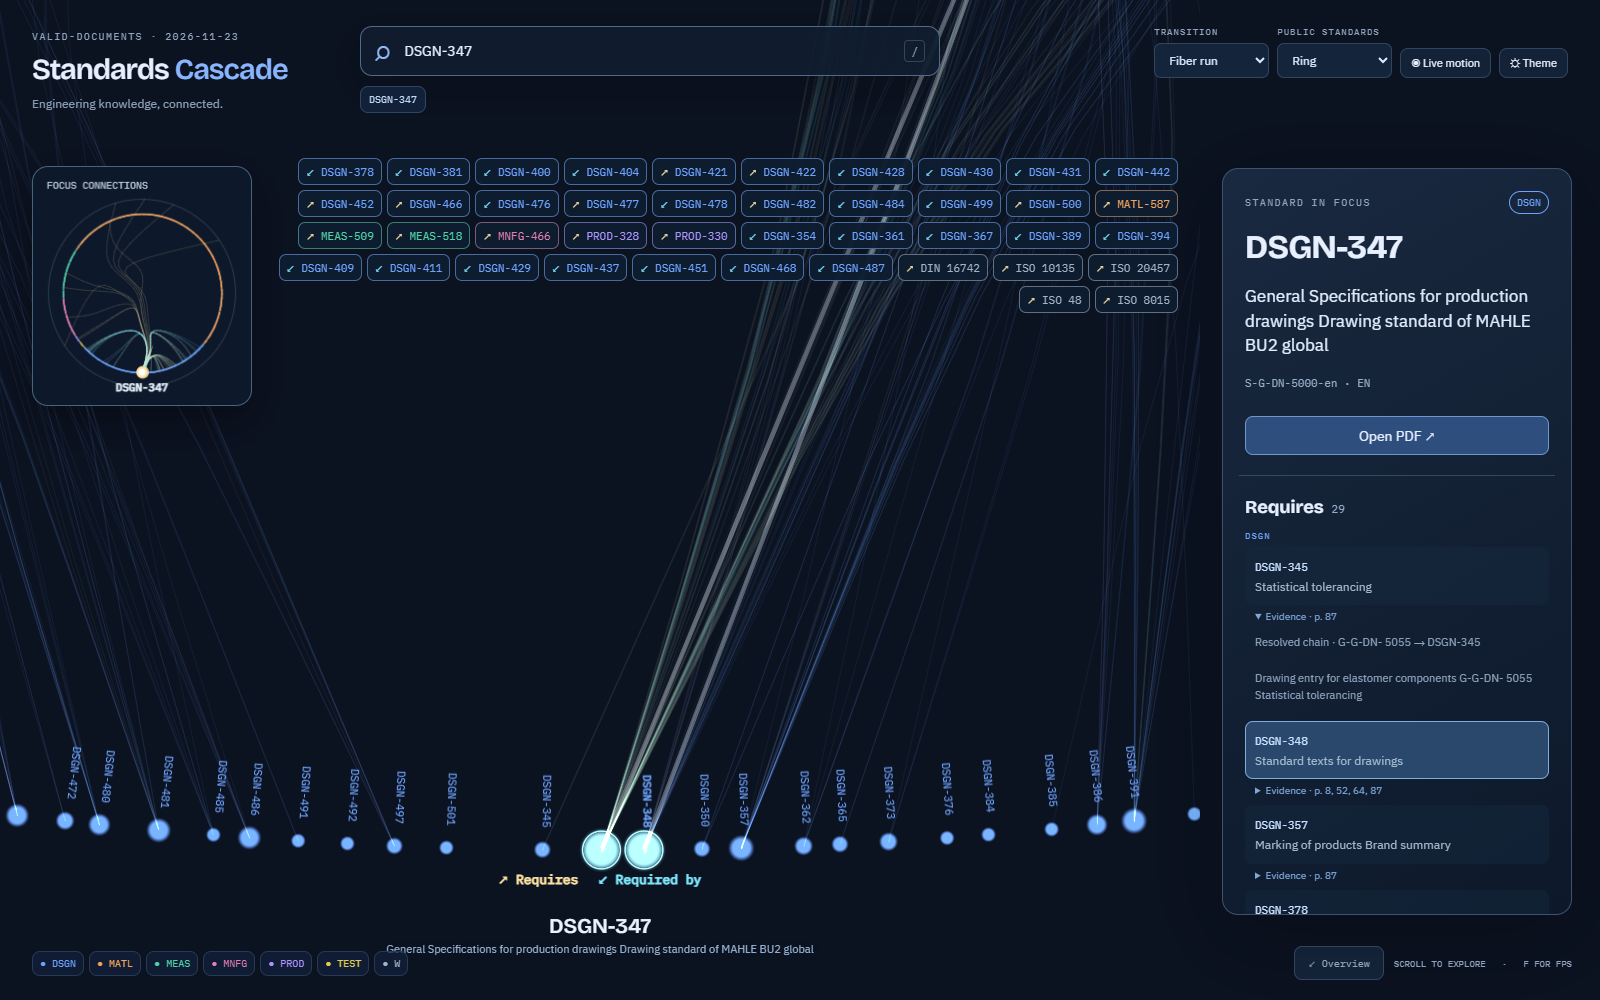 VALID-DOCUMENTS · 2026-11-23
Standards Cascade
Engineering knowledge, connected.
DSGN-347
/
DSGN-347
TRANSITION
Fiber run
PUBLIC STANDARDS
Ring
Live motion
Theme
FOCUS CONNECTIONS
DSGN-347
↙ DSGN-378 ↙ DSGN-381 ↙ DSGN-400 ↙ DSGN-404 ↗ DSGN-421 ↗ DSGN-422 ↙ DSGN-428 ↙ DSGN-430 ↙ DSGN-431 ↙ DSGN-442
↗ DSGN-452 ↗ DSGN-466 ↙ DSGN-476 ↗ DSGN-477 ↙ DSGN-478 ↗ DSGN-482 ↙ DSGN-484 ↙ DSGN-499 ↗ DSGN-500 ↗ MATL-587
↗ MEAS-509 ↗ MEAS-518 ↗ MNFG-466 ↗ PROD-328 ↗ PROD-330 ↙ DSGN-354 ↙ DSGN-361 ↙ DSGN-367 ↙ DSGN-389 ↙ DSGN-394
↙ DSGN-409 ↙ DSGN-411 ↙ DSGN-429 ↙ DSGN-437 ↙ DSGN-451 ↙ DSGN-468 ↙ DSGN-487 ↗ DIN 16742 ↗ ISO 10135 ↗ ISO 20457
↗ ISO 48 ↗ ISO 8015
DSGN-472
DSGN-480
DSGN-481
DSGN-485
DSGN-486
DSGN-491
DSGN-492
DSGN-497
DSGN-501
DSGN-345
DSGN-348
DSGN-350
DSGN-357
DSGN-362
DSGN-365
DSGN-373
DSGN-376
DSGN-384
DSGN-385
DSGN-386
DSGN-391
↗ Requires ↙ Required by
DSGN-347
General Specifications for production drawings Drawing standard of MAHLE BU2 global
DSGN
MATL
MEAS
MNFG
PROD
TEST
W
STANDARD IN FOCUS
DSGN
DSGN-347
General Specifications for production
drawings Drawing standard of MAHLE
BU2 global
S-G-DN-5000-en · EN
Open PDF ↗
Requires 29
DSGN
DSGN-345
Statistical tolerancing
▼ Evidence · p. 87
Resolved chain · G-G-DN- 5055 → DSGN-345
Drawing entry for elastomer components G-G-DN- 5055
Statistical tolerancing
DSGN-348
Standard texts for drawings
▶ Evidence · p. 8, 52, 64, 87
DSGN-357
Marking of products Brand summary
▶ Evidence · p. 87
DSGN-378
↙ Overview
SCROLL TO EXPLORE · F FOR FPS